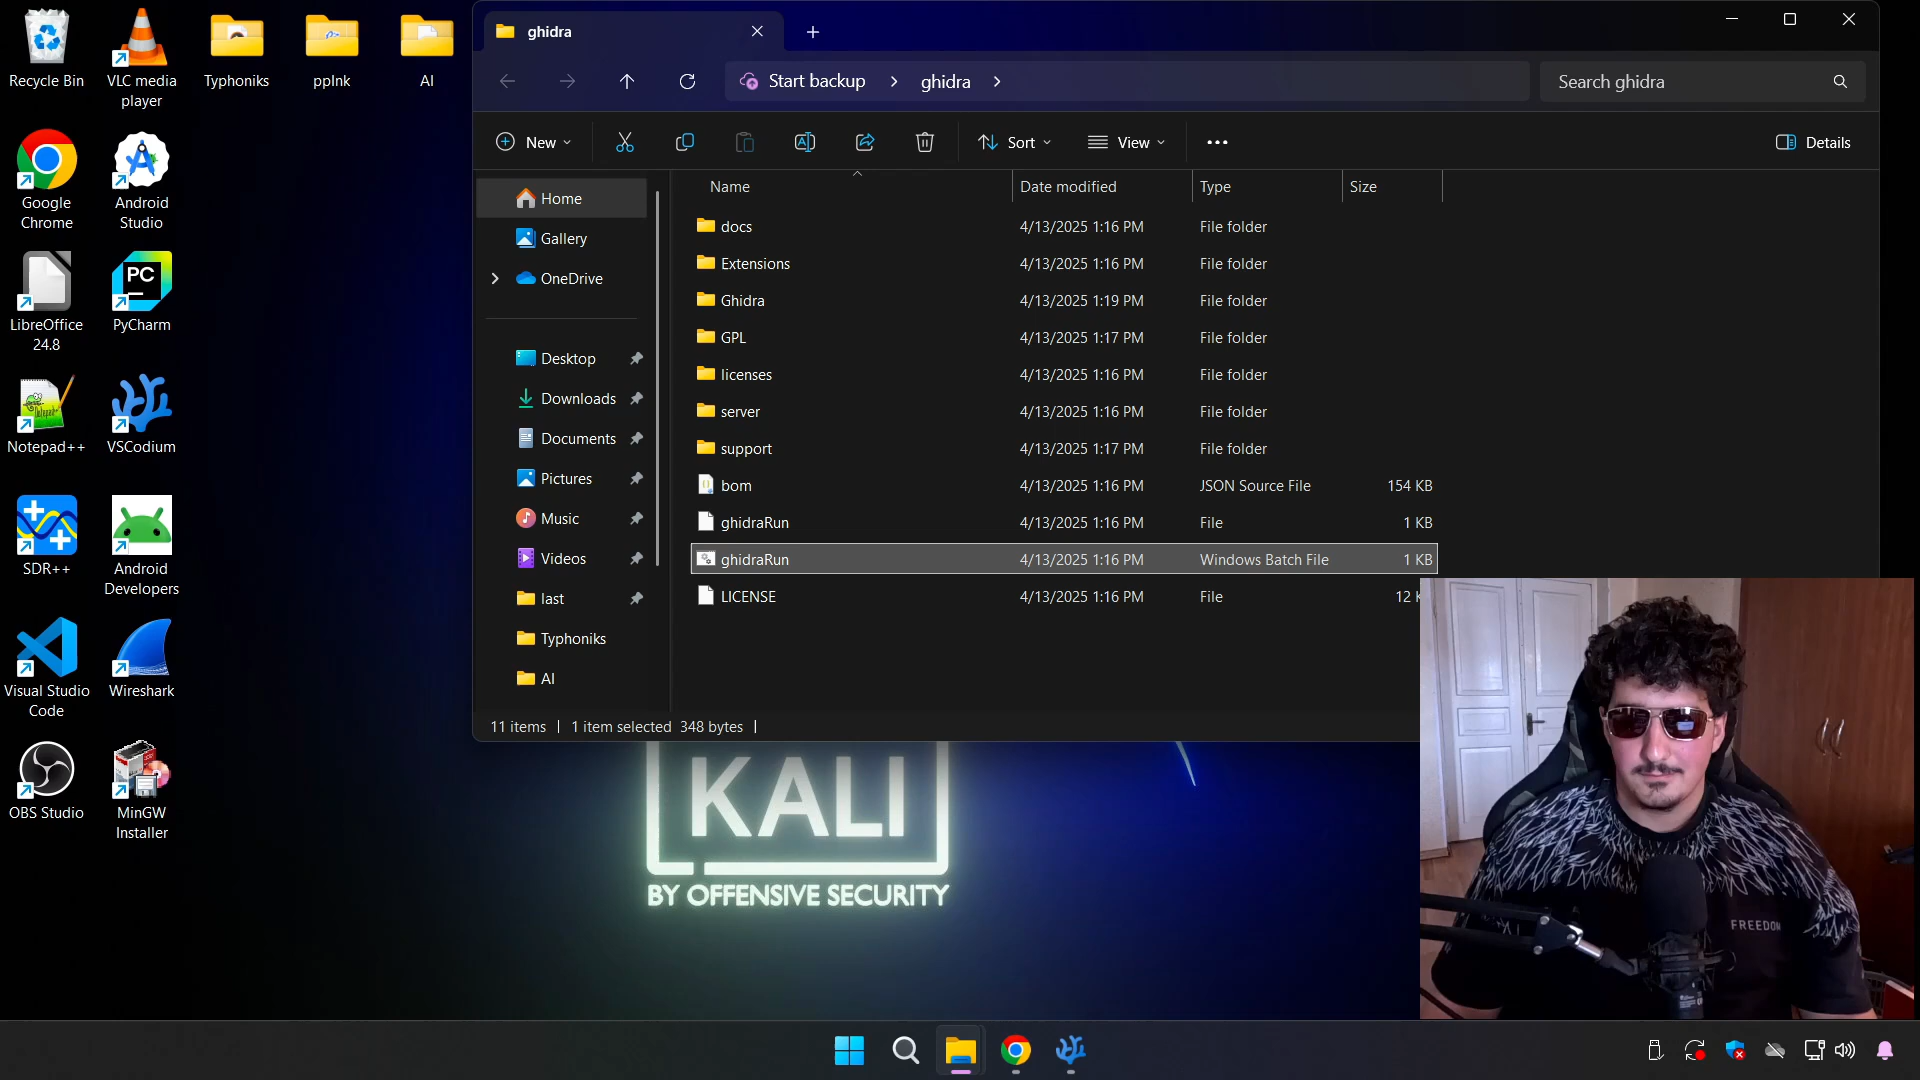 Recycle Bin
VLC media
player
Typhoniks
ppInk
AI
Google
Chrome
Android
Studio
LibreOffice
24.8
PC
PyCharm
Notepad++
VSCodium
SDR++
Android
Developers
Visual Studio
Code
Wireshark
OBS Studio
MinGW
Installer
ghidra
Start backup
ghidra
Search ghidra
New
Sort
View
Details
Home
Gallery
OneDrive
Desktop
Downloads
Documents
Pictures
Music
Videos
last
Typhoniks
AI
Name Date modified Type Size
docs 4/13/2025 1:16 PM File folder
Extensions 4/13/2025 1:16 PM File folder
Ghidra 4/13/2025 1:19 PM File folder
GPL 4/13/2025 1:17 PM File folder
licenses 4/13/2025 1:16 PM File folder
server 4/13/2025 1:16 PM File folder
support 4/13/2025 1:17 PM File folder
bom 4/13/2025 1:16 PM JSON Source File 154 KB
ghidraRun 4/13/2025 1:16 PM File 1 KB
ghidraRun 4/13/2025 1:16 PM Windows Batch File 1 KB
LICENSE 4/13/2025 1:16 PM File 12
11 items | 1 item selected 348 bytes |
KALI
BY OFFENSIVE SECURITY
FREEDOM